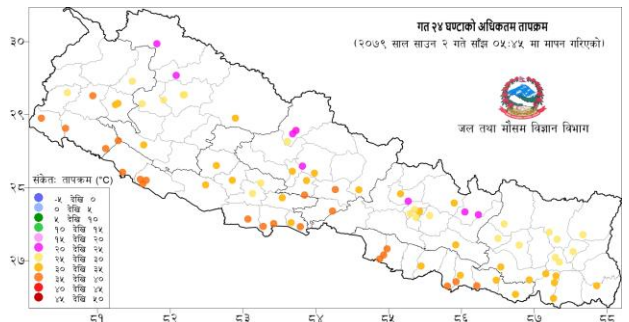 गत २४ घण्टाको अधिकतम तापक्रम
(२०७९ साल साउन २ गते साँझ ०५:४५ मा मापन गरिएको)
जल तथा मौसम विज्ञान विभाग
३०
२९
२८
२७
संकेतः तापक्रम (°C)
-५ देखि ०
० देखि ५
५ देखि १०
१० देखि १५
१५ देखि २०
२० देखि २५
२५ देखि ३०
३० देखि ३५
३५ देखि ४०
४० देखि ४५
४५ देखि ५०
८१ ८२ ८३ ८४ ८५ ८६ ८७ ८८